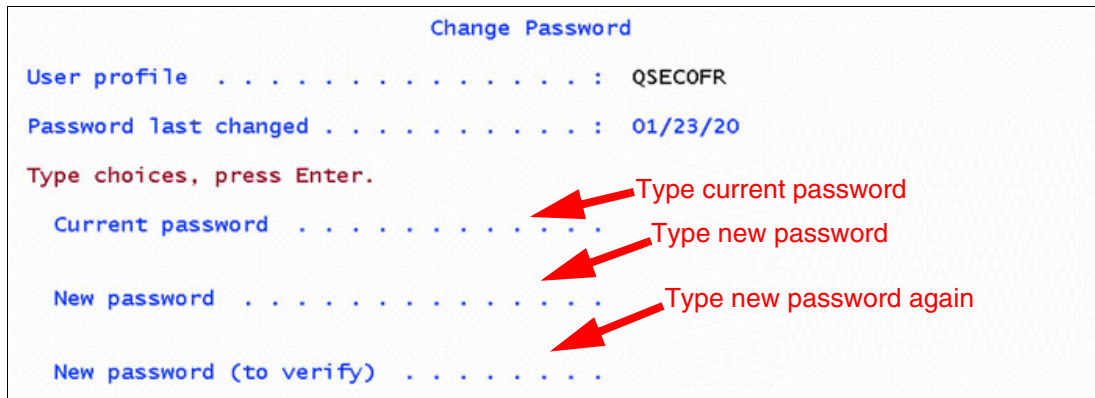 Change Password
User profile . . . . . . . . . . . . . . . : QSECOFR
Password last changed . . . . . . . . . . : 01/23/20
Type choices, press Enter.
Type current password
Current password . . . . . . . . . . . .
Type new password
New password . . . . . . . . . . . . . .
Type new password again
New password (to verify) . . . . . . . .